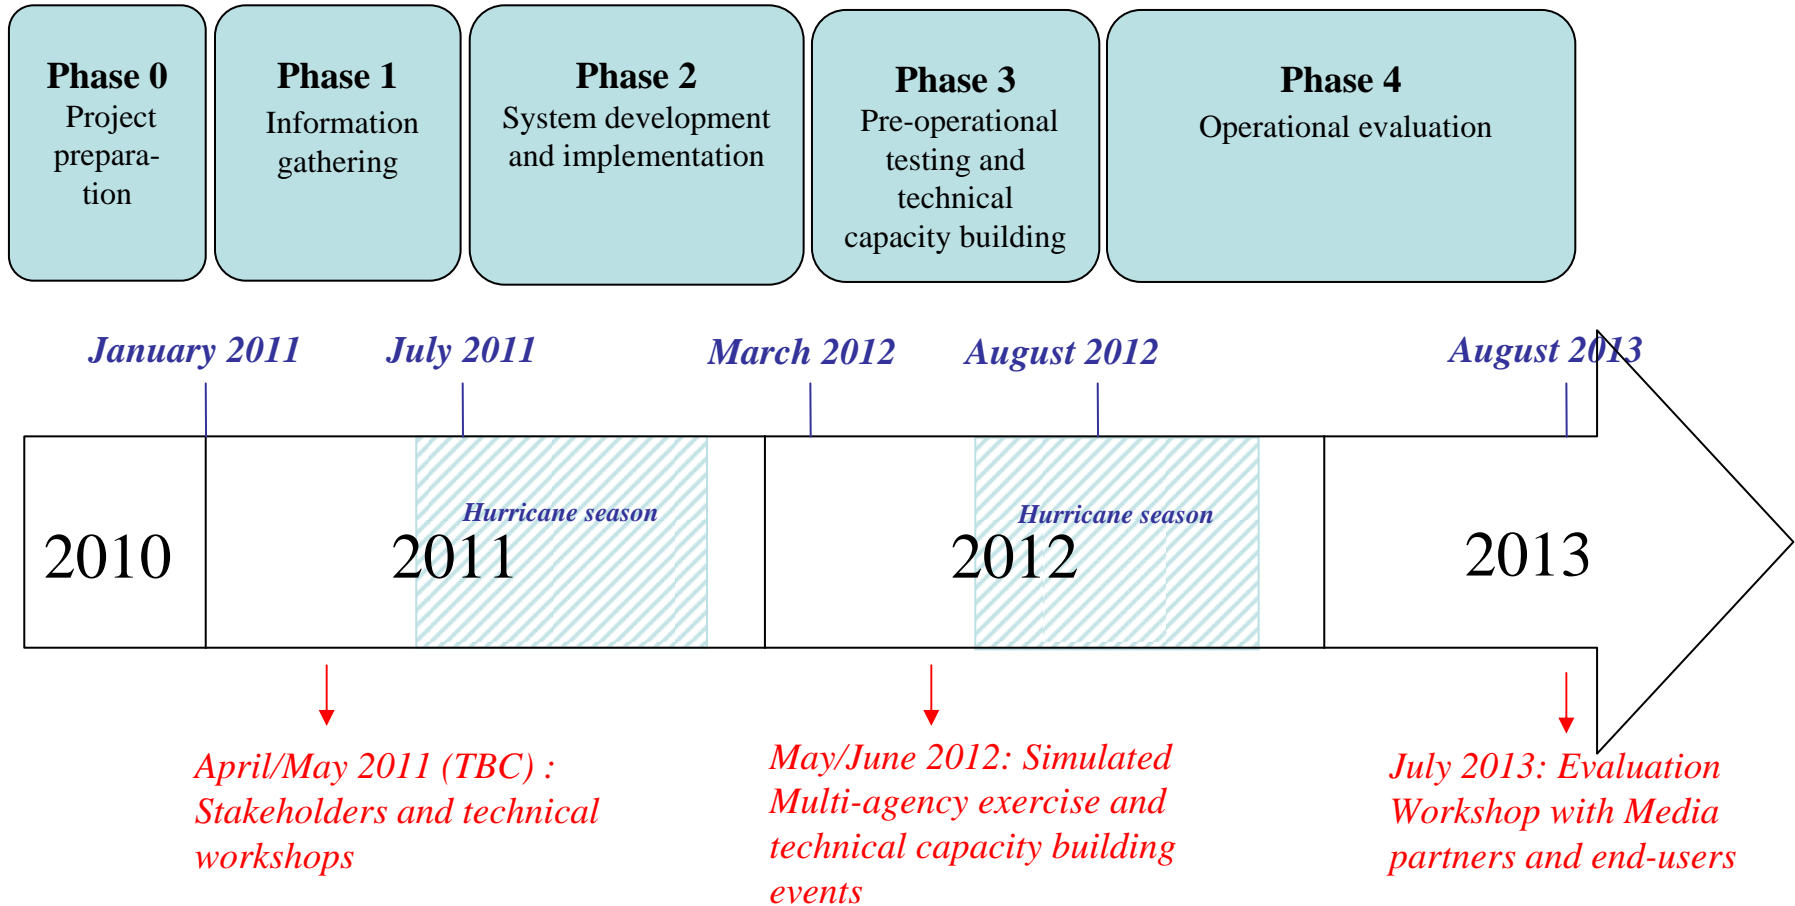 Phase 0
Project
prepara-
tion
Phase 1
Information
gathering
Phase 2
System development
and implementation
Phase 3
Pre-operational
testing and
technical
capacity building
Phase 4
Operational evaluation
January 2011
July 2011
March 2012
August 2012
August 2013
Hurricane season
Hurricane season
2010
2011
2012
2013
April/May 2011 (TBC) :
Stakeholders and technical
workshops
May/June 2012: Simulated
Multi-agency exercise and
technical capacity building
events
July 2013: Evaluation
Workshop with Media
partners and end-users